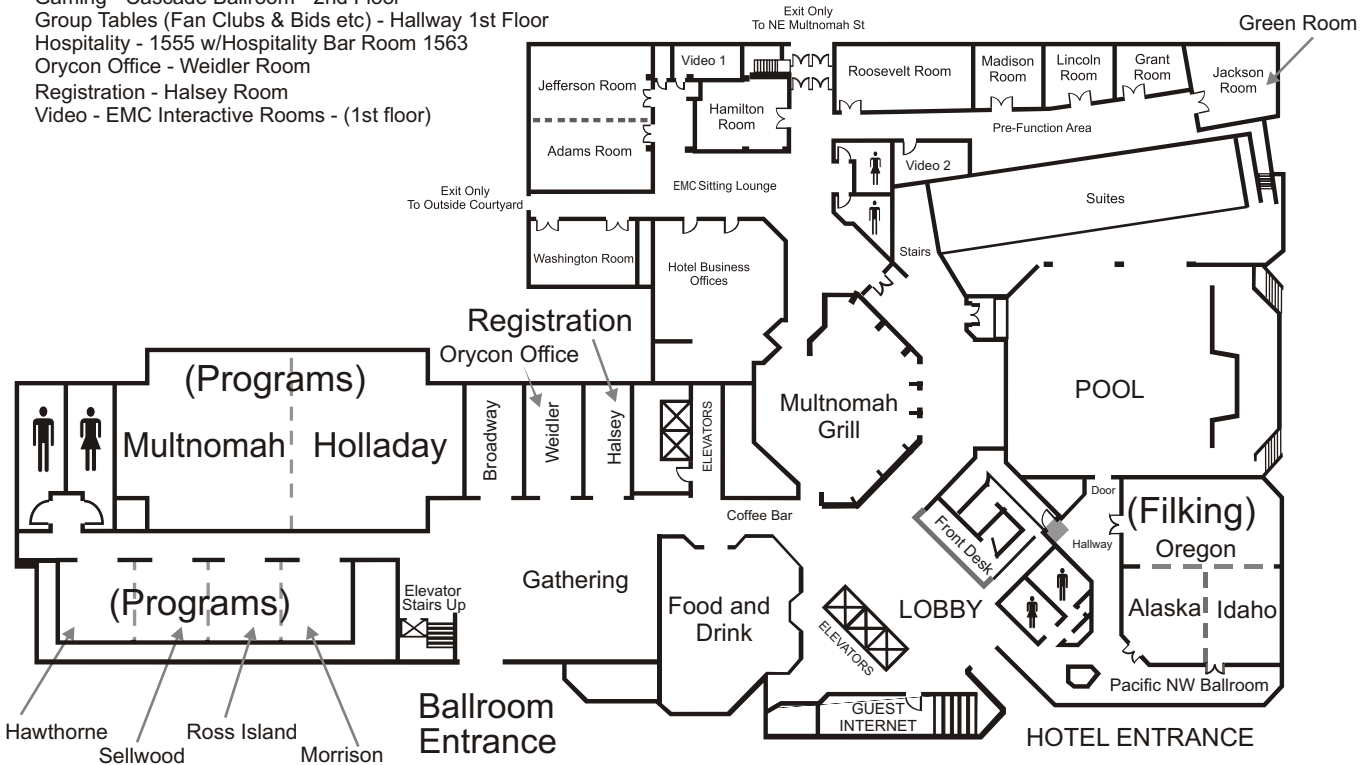 Gaming - Cascade Ballroom - 2nd Floor
Group Tables (Fan Clubs & Bids etc) - Hallway 1st Floor
Hospitality - 1555 w/Hospitality Bar Room 1563
Orycon Office - Weidler Room
Registration - Halsey Room
Video - EMC Interactive Rooms - (1st floor)
Exit Only
To NE Multnomah St
Green Room
Jefferson Room
Video 1
Hamilton
Room
Roosevelt Room
Madison
Room
Lincoln
Room
Grant
Room
Jackson
Room
Pre-Function Area
Adams Room
Video 2
EMC Sitting Lounge
Exit Only
To Outside Courtyard
Suites
Stairs
Washington Room
Hotel Business
Offices
Registration
Orycon Office
(Programs)
Multnomah
Holladay
Broadway
Weidler
Halsey
ELEVATORS
Multnomah
Grill
POOL
Coffee Bar
Front Desk
Door
Hallway
(Filking)
Oregon
Alaska
Idaho
Pacific NW Ballroom
(Programs)
Elevator
Stairs Up
Gathering
Food and
Drink
LOBBY
ELEVATORS
GUEST
INTERNET
HOTEL ENTRANCE
Ballroom
Entrance
Hawthorne
Sellwood
Ross Island
Morrison